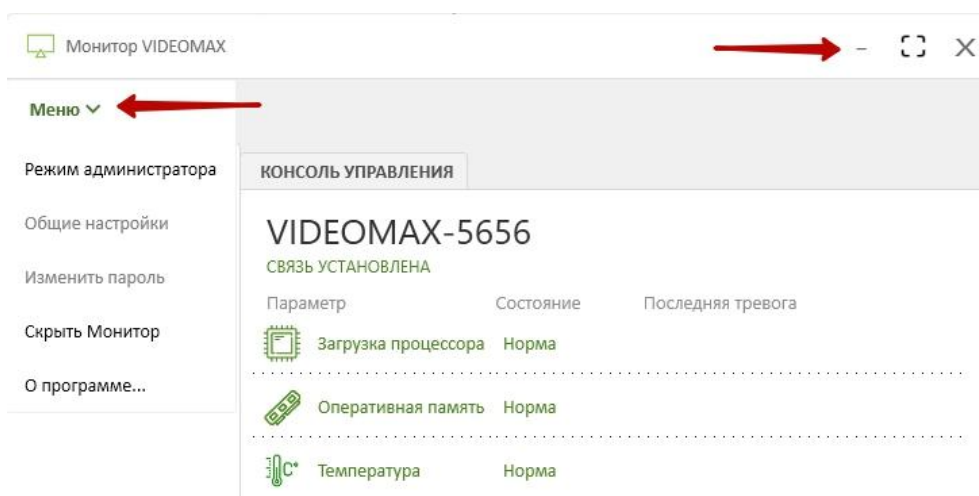 Монитор VIDEOMAX
Меню
Режим администратора
Общие настройки
Изменить пароль
Скрыть Монитор
О программе...
КОНСОЛЬ УПРАВЛЕНИЯ
VIDEOMAX-5656
СВЯЗЬ УСТАНОВЛЕНА
Параметр Состояние Последняя тревога
Загрузка процессора Норма
Оперативная память Норма
C° Температура Норма